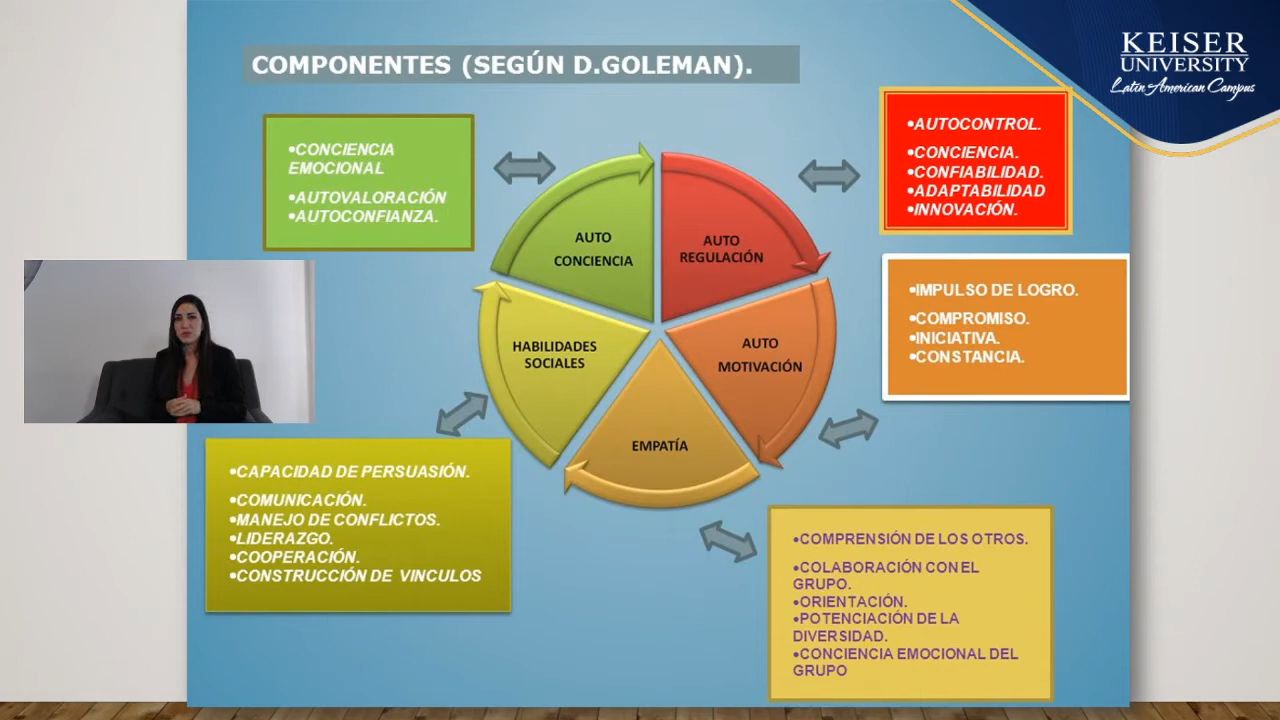 COMPONENTES (SEGÚN D.GOLEMAN).
KEISER
UNIVERSITY
Latin American Campus
•CONCIENCIA
EMOCIONAL
•AUTOVALORACIÓN
•AUTOCONFIANZA.
•AUTOCONTROL.
•CONCIENCIA.
•CONFIABILIDAD.
•ADAPTABILIDAD
•INNOVACIÓN.
AUTO
CONCIENCIA
AUTO
REGULACIÓN
•IMPULSO DE LOGRO.
•COMPROMISO.
•INICIATIVA.
•CONSTANCIA.
HABILIDADES
SOCIALES
AUTO
MOTIVACIÓN
EMPATÍA
•CAPACIDAD DE PERSUASIÓN.
•COMUNICACIÓN.
•MANEJO DE CONFLICTOS.
•LIDERAZGO.
•COOPERACIÓN.
•CONSTRUCCIÓN DE VINCULOS
•COMPRENSIÓN DE LOS OTROS.
•COLABORACIÓN CON EL
GRUPO.
•ORIENTACIÓN.
•POTENCIACIÓN DE LA
DIVERSIDAD.
•CONCIENCIA EMOCIONAL DEL
GRUPO